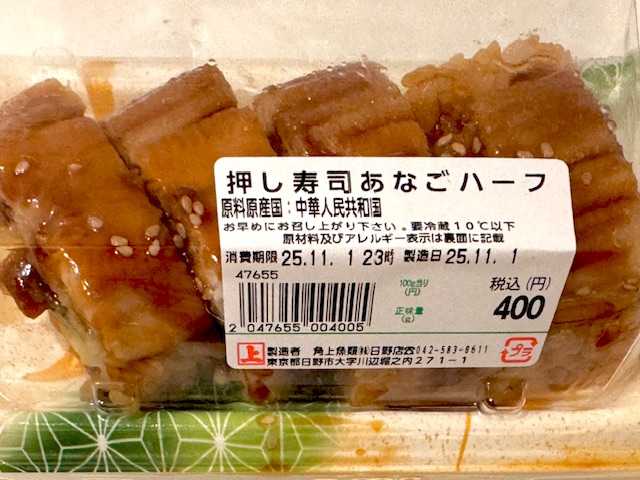 押し寿司あなごハーフ
原料原産国:中華人民共和国
お早めにお召し上がり下さい。要冷蔵10℃以下
原材料及びアレルギー表示は裏面に記載
消費期限 25.11. 1 23時 製造日 25.11. 1
47655
100g当り
(円)
税込(円)
正味量
(g)
400
2 047655 004005
上 製造者 角上魚類㈱日野店 042-583-8611
東京都日野市大字川辺堀之内271-1
プラ